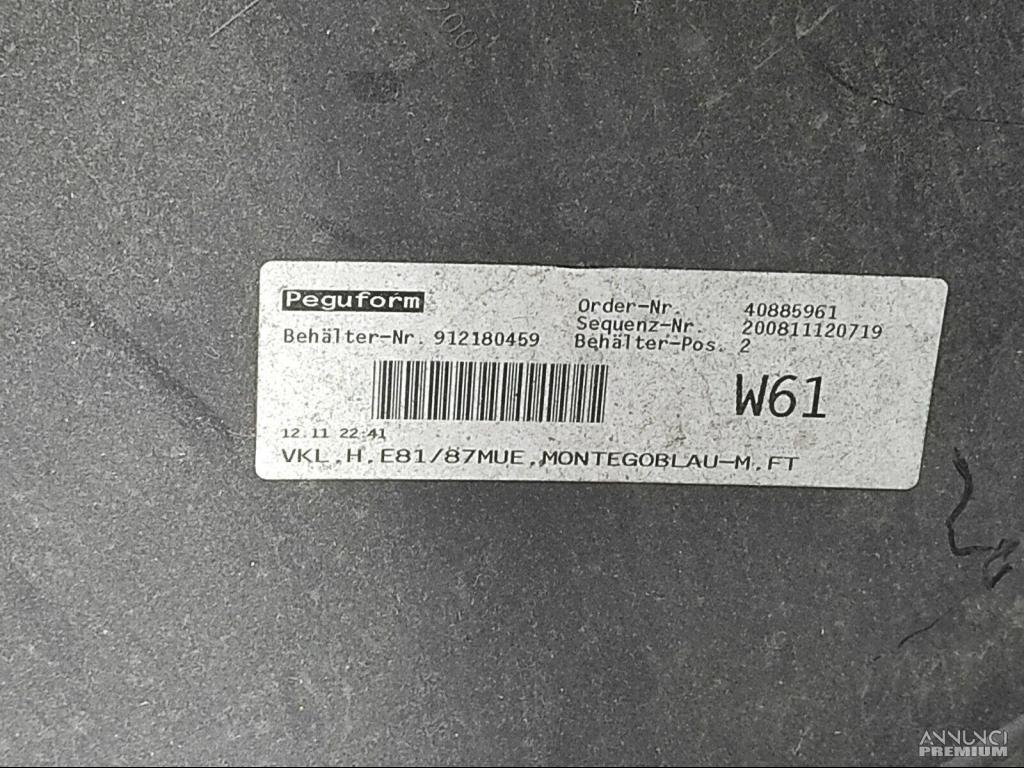 Peguform
Order-Nr. 40885961
Sequenz-Nr. 200811120719
Behälter-Nr. 912180459
Behälter-Pos. 2
W61
12.11 22:41
VKL.H.E81/87MUE.,MONTEGOBLAU-M.FT
ANNUNCI
PREMIUM